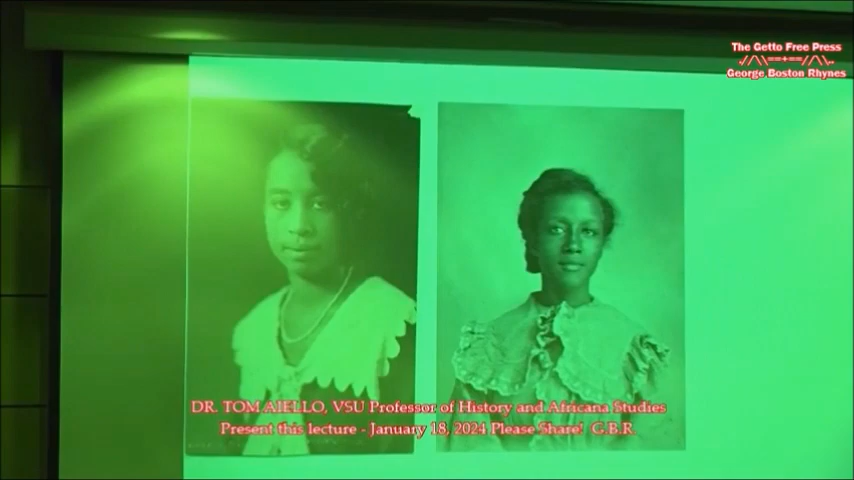 The Getto Free Press
George Boston Rhynes
DR. TOM AIELLO, VSU Professor of History and Africana Studies
Present this lecture - January 18, 2024 Please Share! G.B.R.